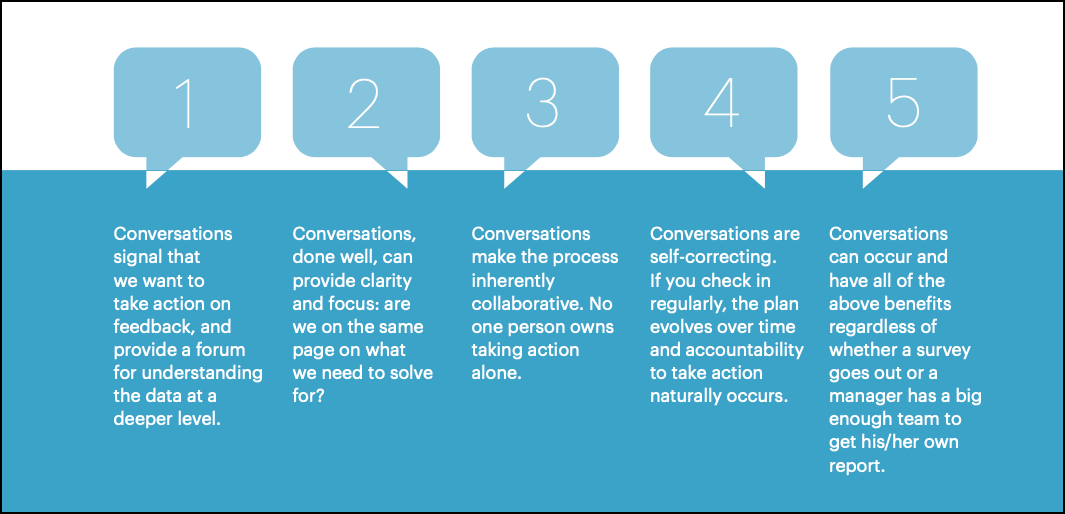 1
Conversations
signal that
we want to
take action on
feedback, and
provide a forum
for understanding
the data at a
deeper level.
2
Conversations,
done well, can
provide clarity
and focus: are
we on the same
page on what
we need to solve
for?
3
Conversations
make the process
inherently
collaborative. No
one person owns
taking action
alone.
4
Conversations are
self-correcting.
If you check in
regularly, the plan
evolves over time
and accountability
to take action
naturally occurs.
5
Conversations
can occur and
have all of the
above benefits
regardless of
whether a survey
goes out or a
manager has a big
enough team to
get his/her own
report.